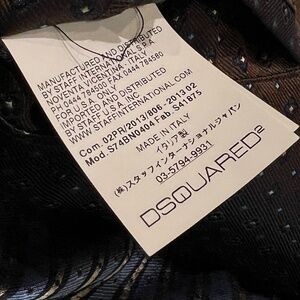 MANUFACTURED AND DISTRIBUTED
BY STAFF INTERNATIONAL S.P.A.
NOVENTA VICENTINA, ITALY
PH 0444 784500 FAX 0444 784580
FOR U.S.A. ONLY
IMPORTED AND DISTRIBUTED
BY STAFF USA INC.
WWW.STAFFINTERNATIONAL.COM
Com. 02PR/2013/806-2013 02
Mod. S74BN0404 Fab. S41875
MADE IN ITALY
イタリア製
(株)スタッフインターナショナルジャパン
03-5794-9931
DSQUARED²